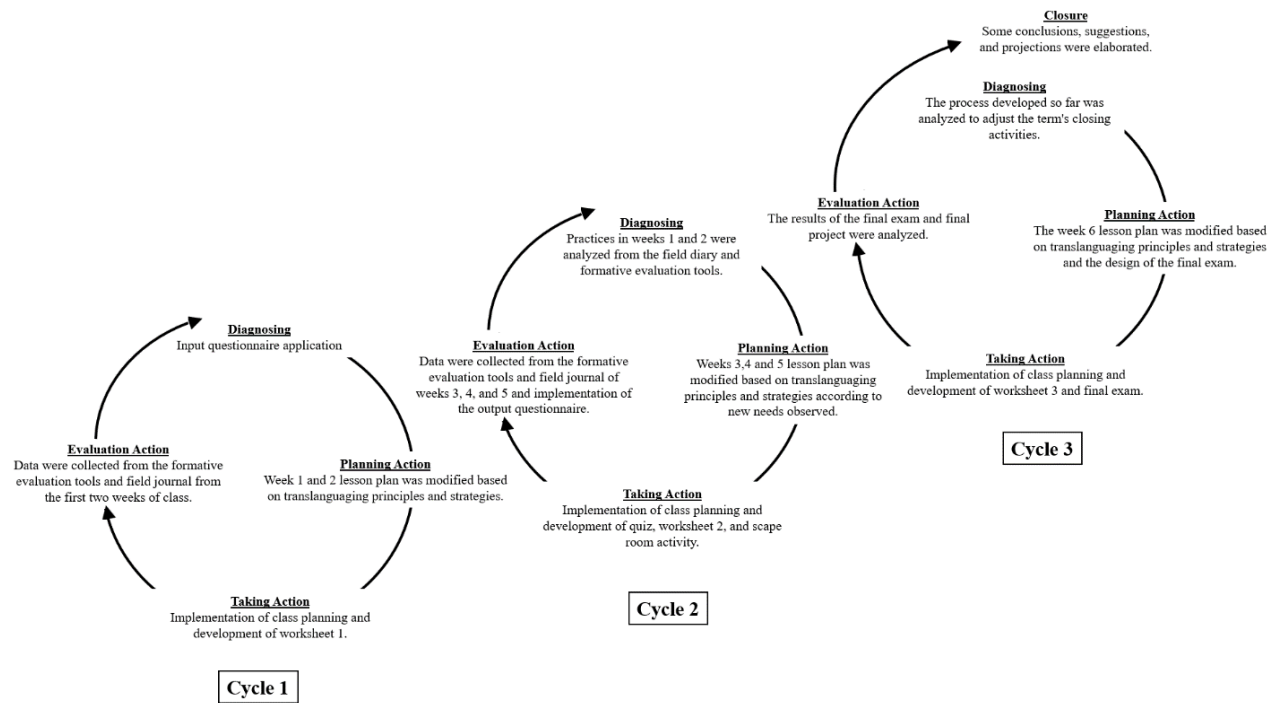 Diagnosing
Input questionnaire application
Planning Action
Week 1 and 2 lesson plan was modified based
on translanguaging principles and strategies.
Taking Action
Implementation of class planning and
development of worksheet 1.
Evaluation Action
Data were collected from the formative
evaluation tools and field journal from
the first two weeks of class.
Cycle 1
Diagnosing
Practices in weeks 1 and 2 were
analyzed from the field diary and
formative evaluation tools.
Planning Action
Weeks 3,4 and 5 lesson plan was
modified based on translanguaging
principles and strategies according to
new needs observed.
Taking Action
Implementation of class planning and
development of quiz, worksheet 2, and scape
room activity.
Evaluation Action
Data were collected from the formative
evaluation tools and field journal of
weeks 3, 4, and 5 and implementation of
the output questionnaire.
Cycle 2
Closure
Some conclusions, suggestions,
and projections were elaborated.
Diagnosing
The process developed so far was
analyzed to adjust the term's closing
activities.
Planning Action
The week 6 lesson plan was modified based
on translanguaging principles and strategies
and the design of the final exam.
Taking Action
Implementation of class planning and
development of worksheet 3 and final exam.
Evaluation Action
The results of the final exam and final
project were analyzed.
Cycle 3